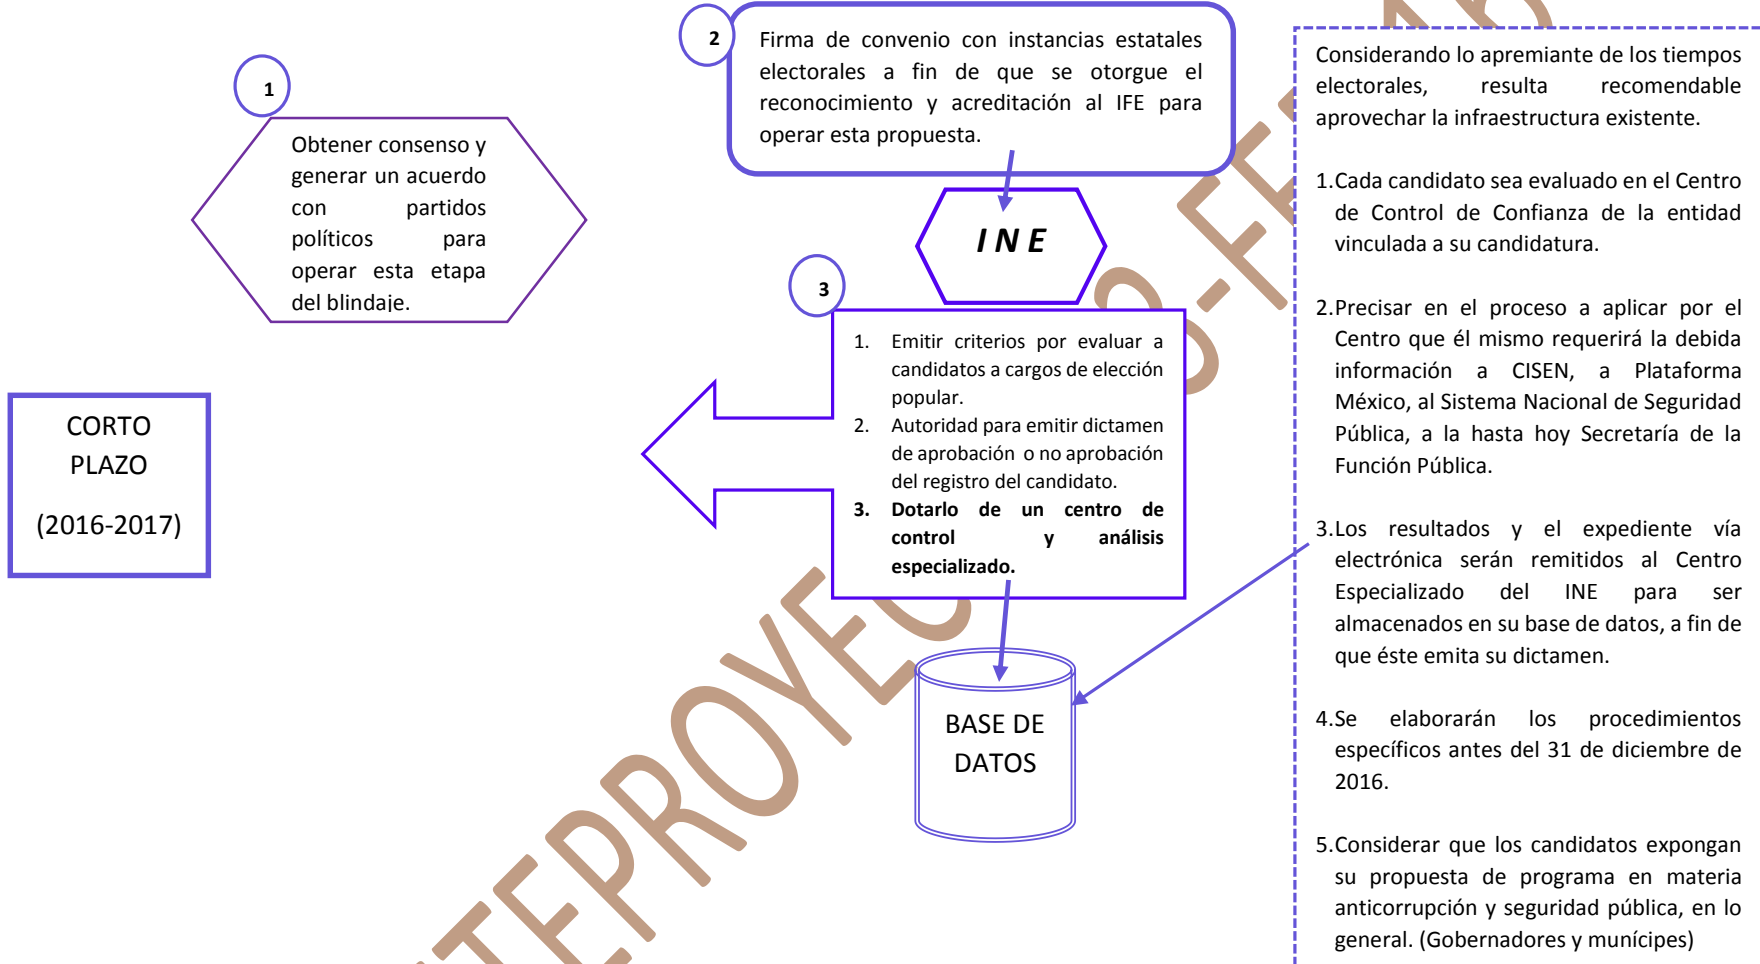 1
Obtener consenso y
generar un acuerdo
con partidos
políticos para
operar esta etapa
del blindaje.
CORTO
PLAZO
(2016-2017)
2
Firma de convenio con instancias estatales
electorales a fin de que se otorgue el
reconocimiento y acreditación al IFE para
operar esta propuesta.
INE
3
1. Emitir criterios por evaluar a
candidatos a cargos de elección
popular.
2. Autoridad para emitir dictamen
de aprobación o no aprobación
del registro del candidato.
3. Dotarlo de un centro de
control y análisis
especializado.
BASE DE
DATOS
Considerando lo apremiante de los tiempos
electorales, resulta recomendable
aprovechar la infraestructura existente.
1.Cada candidato sea evaluado en el Centro
de Control de Confianza de la entidad
vinculada a su candidatura.
2.Precisar en el proceso a aplicar por el
Centro que él mismo requerirá la debida
información a CISEN, a Plataforma
México, al Sistema Nacional de Seguridad
Pública, a la hasta hoy Secretaría de la
Función Pública.
3.Los resultados y el expediente vía
electrónica serán remitidos al Centro
Especializado del INE para ser
almacenados en su base de datos, a fin de
que éste emita su dictamen.
4.Se elaborarán los procedimientos
específicos antes del 31 de diciembre de
2016.
5.Considerar que los candidatos expongan
su propuesta de programa en materia
anticorrupción y seguridad pública, en lo
general. (Gobernadores y munícipes)